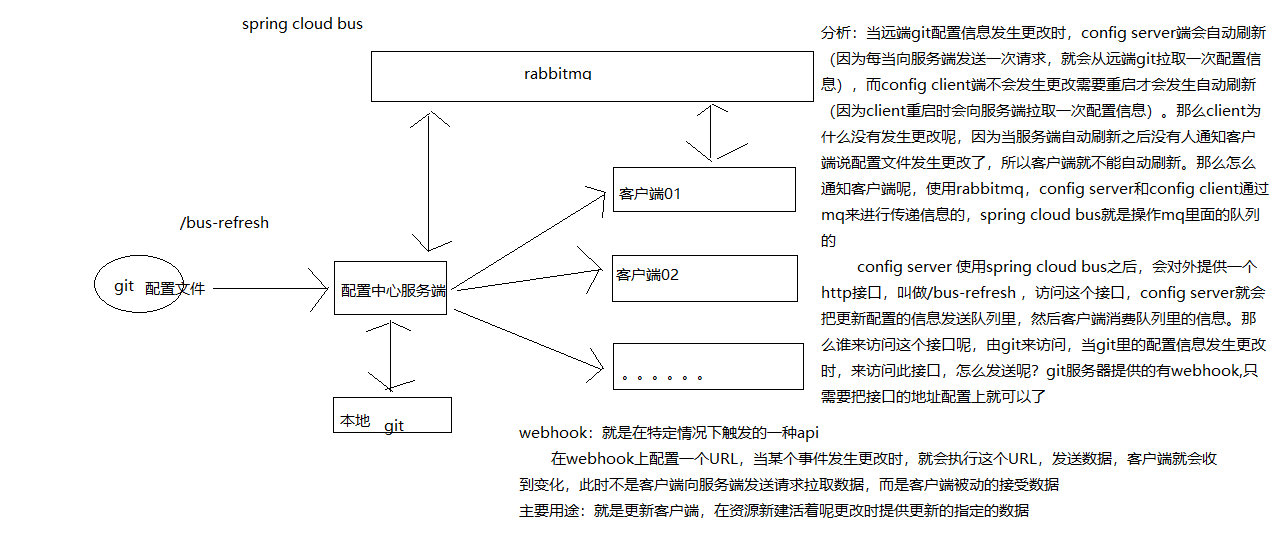 spring cloud bus
rabbitmq
/bus-refresh
git 配置文件
配置中心服务端
客户端01
客户端02
。。。。。。
本地 git
分析：当远端git配置信息发生更改时，config server端会自动刷新
（因为每当向服务端发送一次请求，就会从远端git拉取一次配置信
息），而config client端不会发生更改需要重启才会发生自动刷新
（因为client重启时会向服务端拉取一次配置信息）。那么client为
什么没有发生更改呢，因为当服务端自动刷新之后没有人通知客户
端说配置文件发生更改了，所以客户端就不能自动刷新。那么怎么
通知客户端呢，使用rabbitmq，config server和config client通过
mq来进行传递信息的，spring cloud bus就是操作mq里面的队列
的
config server 使用spring cloud bus之后，会对外提供一个
http接口，叫做/bus-refresh ，访问这个接口，config server就会
把更新配置的信息发送队列里，然后客户端消费队列里的信息。那
么谁来访问这个接口呢，由git来访问，当git里的配置信息发生更改
时，来访问此接口，怎么发送呢？git服务器提供的有webhook,只
需要把接口的地址配置上就可以了
webhook：就是在特定情况下触发的一种api
在webhook上配置一个URL，当某个事件发生更改时，就会执行这个URL，发送数据，客户端就会收
到变化，此时不是客户端向服务端发送请求拉取数据，而是客户端被动的接受数据
主要用途：就是更新客户端，在资源新建活着呢更改时提供更新的指定的数据